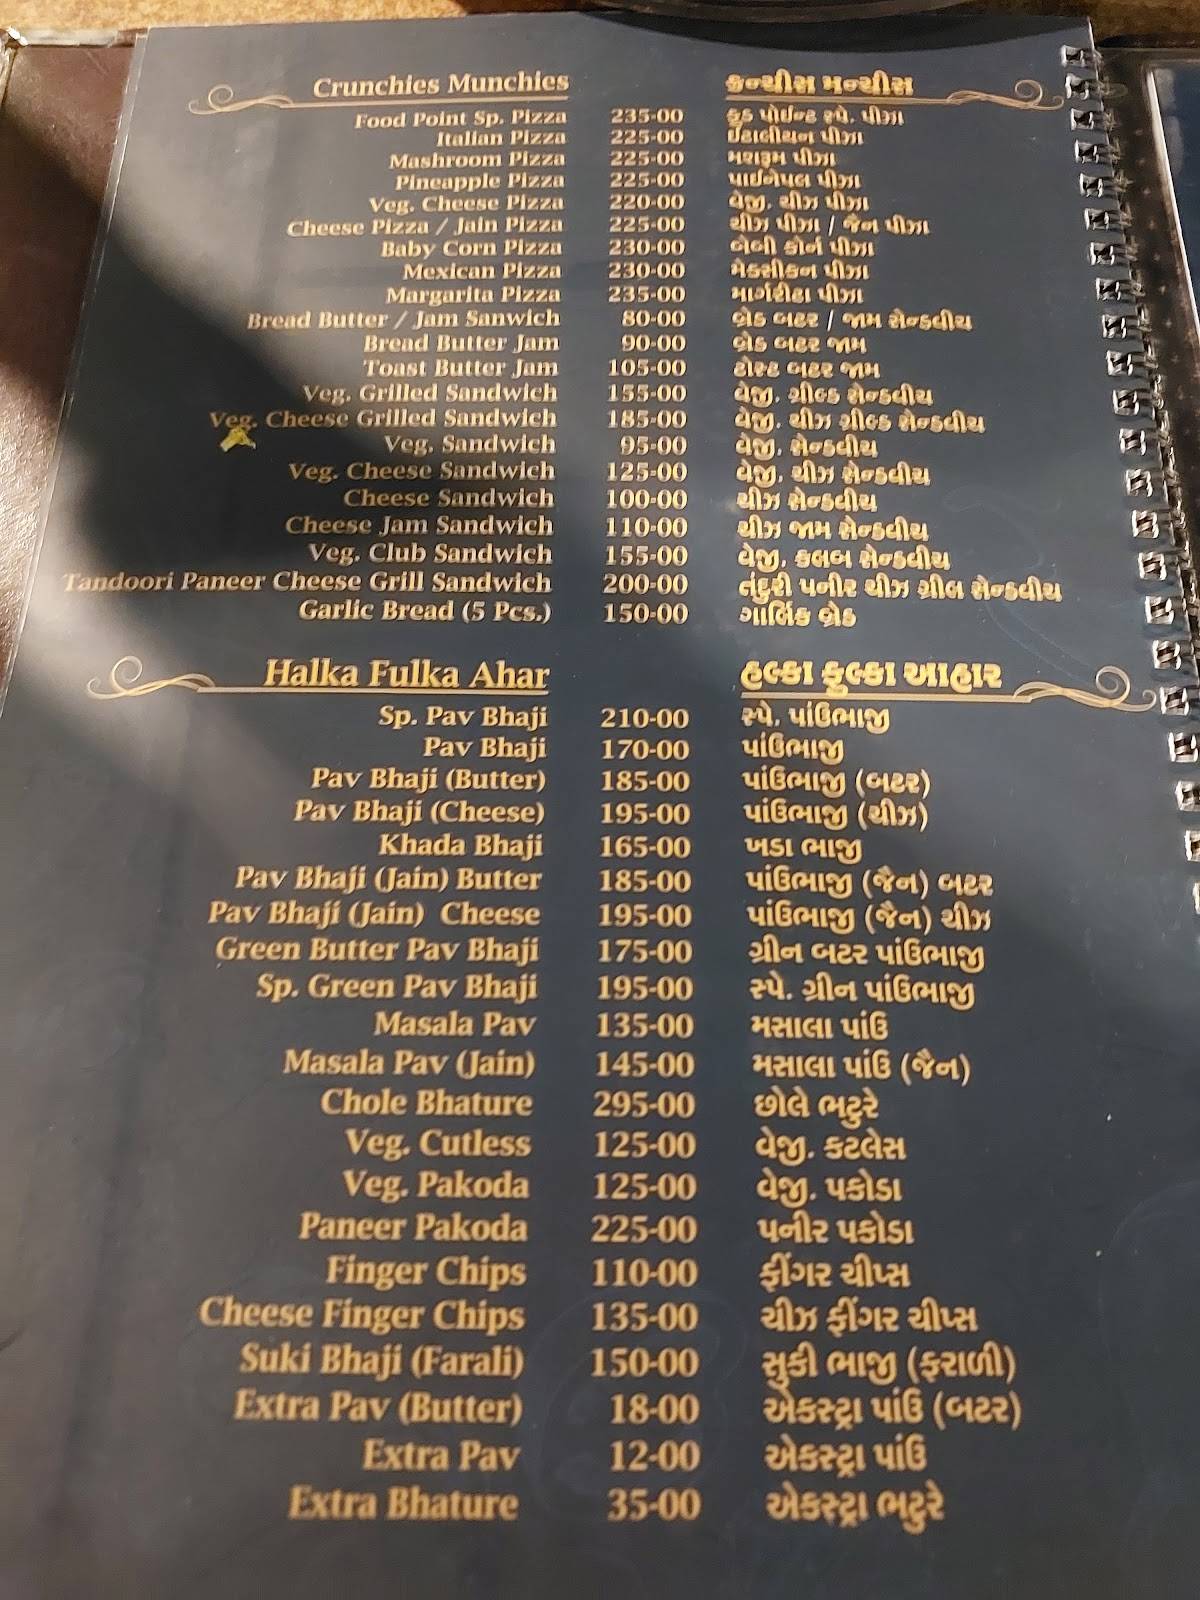 Crunchies Munchies કન્ચીસ મન્ચીસ
Food Point Sp. Pizza 235-00 ફુડ પોઈન્ટ સ્પે. પીઝા
Italian Pizza 225-00 ઈટાલીયન પીઝા
Mashroom Pizza 225-00 મશરૂમ પીઝા
Pineapple Pizza 225-00 પાઈનેપલ પીઝા
Veg. Cheese Pizza 220-00 વેજી. ચીઝ પીઝા
Cheese Pizza / Jain Pizza 225-00 ચીઝ પીઝા / જૈન પીઝા
Baby Corn Pizza 230-00 બેબી કોર્ન પીઝા
Mexican Pizza 230-00 મેક્સીકન પીઝા
Margarita Pizza 235-00 માર્ગરીટા પીઝા
Bread Butter / Jam Sanwich 80-00 બ્રેડ બટર / જામ સેન્ડવીચ
Bread Butter Jam 90-00 બ્રેડ બટર જામ
Toast Butter Jam 105-00 ટોસ્ટ બટર જામ
Veg. Grilled Sandwich 155-00 વેજી. ગ્રીલ્ડ સેન્ડવીચ
Veg. Cheese Grilled Sandwich 185-00 વેજી. ચીઝ ગ્રીલ્ડ સેન્ડવીચ
Veg. Sandwich 95-00 વેજી. સેન્ડવીચ
Veg. Cheese Sandwich 125-00 વેજી. ચીઝ સેન્ડવીચ
Cheese Sandwich 100-00 ચીઝ સેન્ડવીચ
Cheese Jam Sandwich 110-00 ચીઝ જામ સેન્ડવીચ
Veg. Club Sandwich 155-00 વેજી. કલબ સેન્ડવીચ
Tandoori Paneer Cheese Grill Sandwich 200-00 તંદુરી પનીર ચીઝ ગ્રીલ સેન્ડવીચ
Garlic Bread (5 Pcs.) 150-00 ગાર્લિક બ્રેડ
Halka Fulka Ahar હલ્કા ફુલ્કા આહાર
Sp. Pav Bhaji 210-00 સ્પે. પાંઉભાજી
Pav Bhaji 170-00 પાંઉભાજી
Pav Bhaji (Butter) 185-00 પાંઉભાજી (બટર)
Pav Bhaji (Cheese) 195-00 પાંઉભાજી (ચીઝ)
Khada Bhaji 165-00 ખડા ભાજી
Pav Bhaji (Jain) Butter 185-00 પાંઉભાજી (જૈન) બટર
Pav Bhaji (Jain) Cheese 195-00 પાંઉભાજી (જૈન) ચીઝ
Green Butter Pav Bhaji 175-00 ગ્રીન બટર પાંઉભાજી
Sp. Green Pav Bhaji 195-00 સ્પે. ગ્રીન પાંઉભાજી
Masala Pav 135-00 મસાલા પાંઉ
Masala Pav (Jain) 145-00 મસાલા પાંઉ (જૈન)
Chole Bhature 295-00 છોલે ભટુરે
Veg. Cutless 125-00 વેજી. કટલેસ
Veg. Pakoda 125-00 વેજી. પકોડા
Paneer Pakoda 225-00 પનીર પકોડા
Finger Chips 110-00 ફીંગર ચીપ્સ
Cheese Finger Chips 135-00 ચીઝ ફીંગર ચીપ્સ
Suki Bhaji (Farali) 150-00 સુકી ભાજી (ફરાળી)
Extra Pav (Butter) 18-00 એકસ્ટ્રા પાંઉ (બટર)
Extra Pav 12-00 એકસ્ટ્રા પાંઉ
Extra Bhature 35-00 એકસ્ટ્રા ભટુરે